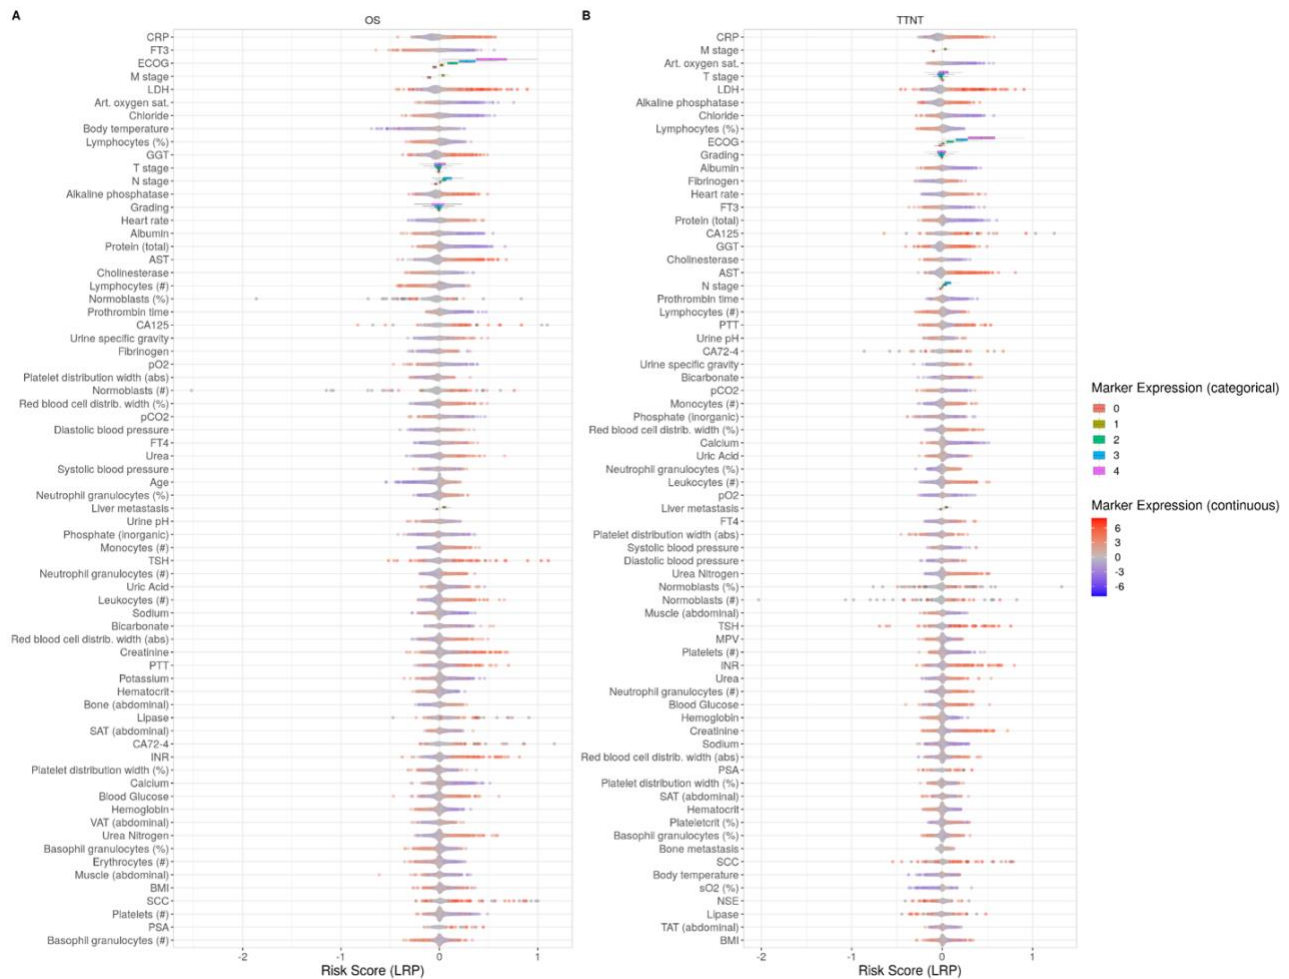 A
OS
CRP
FT3
ECOG
M stage
LDH
Art. oxygen sat.
Chloride
Body temperature
Lymphocytes (%)
GGT
T stage
N stage
Alkaline phosphatase
Grading
Heart rate
Albumin
Protein (total)
AST
Cholinesterase
Lymphocytes (#)
Normoblasts (%)
Prothrombin time
CA125
Urine specific gravity
Fibrinogen
pO2
Platelet distribution width (abs)
Normoblasts (#)
Red blood cell distrib. width (%)
pCO2
Diastolic blood pressure
FT4
Urea
Systolic blood pressure
Age
Neutrophil granulocytes (%)
Liver metastasis
Urine pH
Phosphate (inorganic)
Monocytes (#)
TSH
Neutrophil granulocytes (#)
Uric Acid
Leukocytes (#)
Sodium
Bicarbonate
Red blood cell distrib. width (abs)
Creatinine
PTT
Potassium
Hematocrit
Bone (abdominal)
Lipase
SAT (abdominal)
CA72-4
INR
Platelet distribution width (%)
Calcium
Blood Glucose
Hemoglobin
VAT (abdominal)
Urea Nitrogen
Basophil granulocytes (%)
Erythrocytes (#)
Muscle (abdominal)
BMI
SCC
Platelets (#)
PSA
Basophil granulocytes (#)
-2 -1 0 1
Risk Score (LRP)
B
TTNT
CRP
M stage
Art. oxygen sat.
T stage
LDH
Alkaline phosphatase
Chloride
Lymphocytes (%)
ECOG
Grading
Albumin
Fibrinogen
Heart rate
FT3
Protein (total)
CA125
GGT
Cholinesterase
AST
N stage
Prothrombin time
Lymphocytes (#)
PTT
Urine pH
CA72-4
Urine specific gravity
Bicarbonate
pCO2
Monocytes (#)
Phosphate (inorganic)
Red blood cell distrib. width (%)
Calcium
Uric Acid
Neutrophil granulocytes (%)
Leukocytes (#)
pO2
Liver metastasis
FT4
Platelet distribution width (abs)
Systolic blood pressure
Diastolic blood pressure
Urea Nitrogen
Normoblasts (%)
Normoblasts (#)
Muscle (abdominal)
TSH
MPV
Platelets (#)
INR
Urea
Neutrophil granulocytes (#)
Blood Glucose
Hemoglobin
Creatinine
Sodium
Red blood cell distrib. width (abs)
PSA
Platelet distribution width (%)
SAT (abdominal)
Hematocrit
Plateletcrit (%)
Basophil granulocytes (%)
Bone metastasis
SCC
Body temperature
sO2 (%)
NSE
Lipase
TAT (abdominal)
BMI
-2 -1 0 1
Risk Score (LRP)
Marker Expression (categorical)
0
1
2
3
4
Marker Expression (continuous)
6
3
0
-3
-6